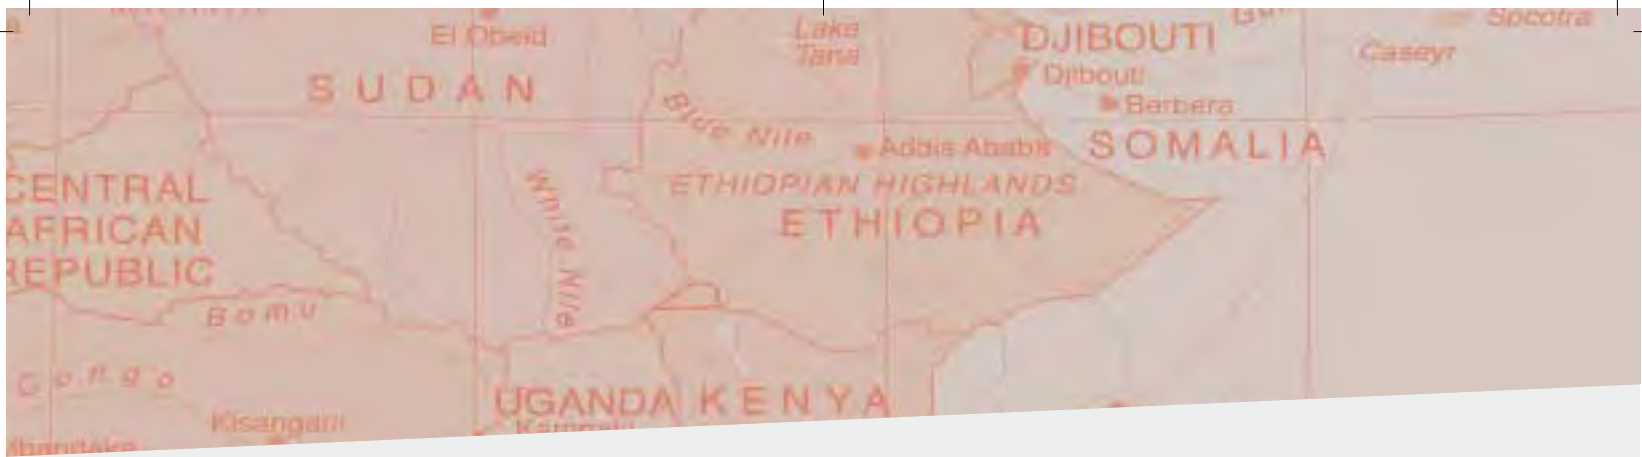 El Obeid
Lake
Tana
DJIBOUTI
Socotra
Caseyr
SUDAN
Djibouti
Berbera
Blue Nile
Addis Ababa
SOMALIA
CENTRAL
AFRICAN
REPUBLIC
ETHIOPIAN HIGHLANDS
ETHIOPIA
White Nile
Bomu
Congo
UGANDA
KENYA
Kisangani
Kampala